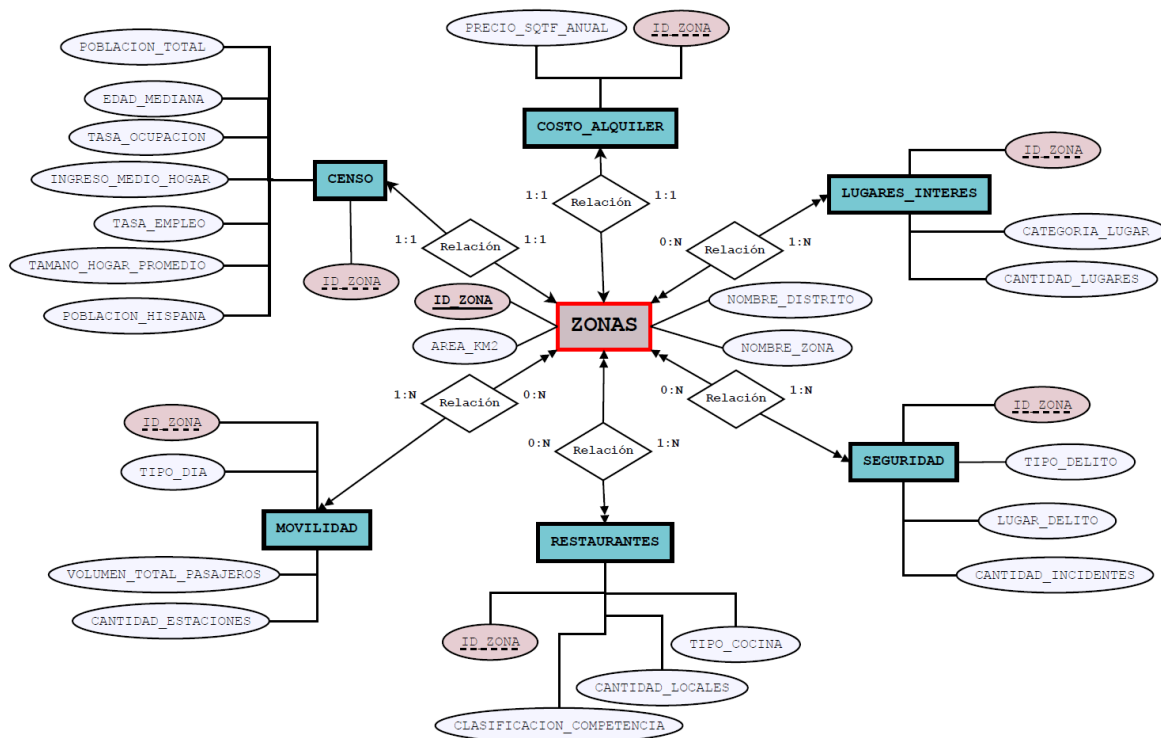 PRECIO_SQTF_ANUAL
ID_ZONA
POBLACION_TOTAL
EDAD_MEDIANA
TASA_OCUPACION
INGRESO_MEDIO_HOGAR
TASA_EMPLEO
TAMANO_HOGAR_PROMEDIO
POBLACION_HISPANA
CENSO
ID_ZONA
COSTO_ALQUILER
1:1
Relación
1:1
1:1
Relación
1:1
ID_ZONA
LUGARES_INTERES
CATEGORIA_LUGAR
CANTIDAD_LUGARES
0:N
Relación
1:N
ID_ZONA
AREA_KM2
ZONAS
NOMBRE_DISTRITO
NOMBRE_ZONA
1:N
Relación
0:N
0:N
Relación
1:N
0:N
Relación
1:N
ID_ZONA
TIPO_DIA
MOVILIDAD
VOLUMEN_TOTAL_PASAJEROS
CANTIDAD_ESTACIONES
RESTAURANTES
ID_ZONA
TIPO_COCINA
CANTIDAD_LOCALES
CLASIFICACION_COMPETENCIA
ID_ZONA
SEGURIDAD
TIPO_DELITO
LUGAR_DELITO
CANTIDAD_INCIDENTES